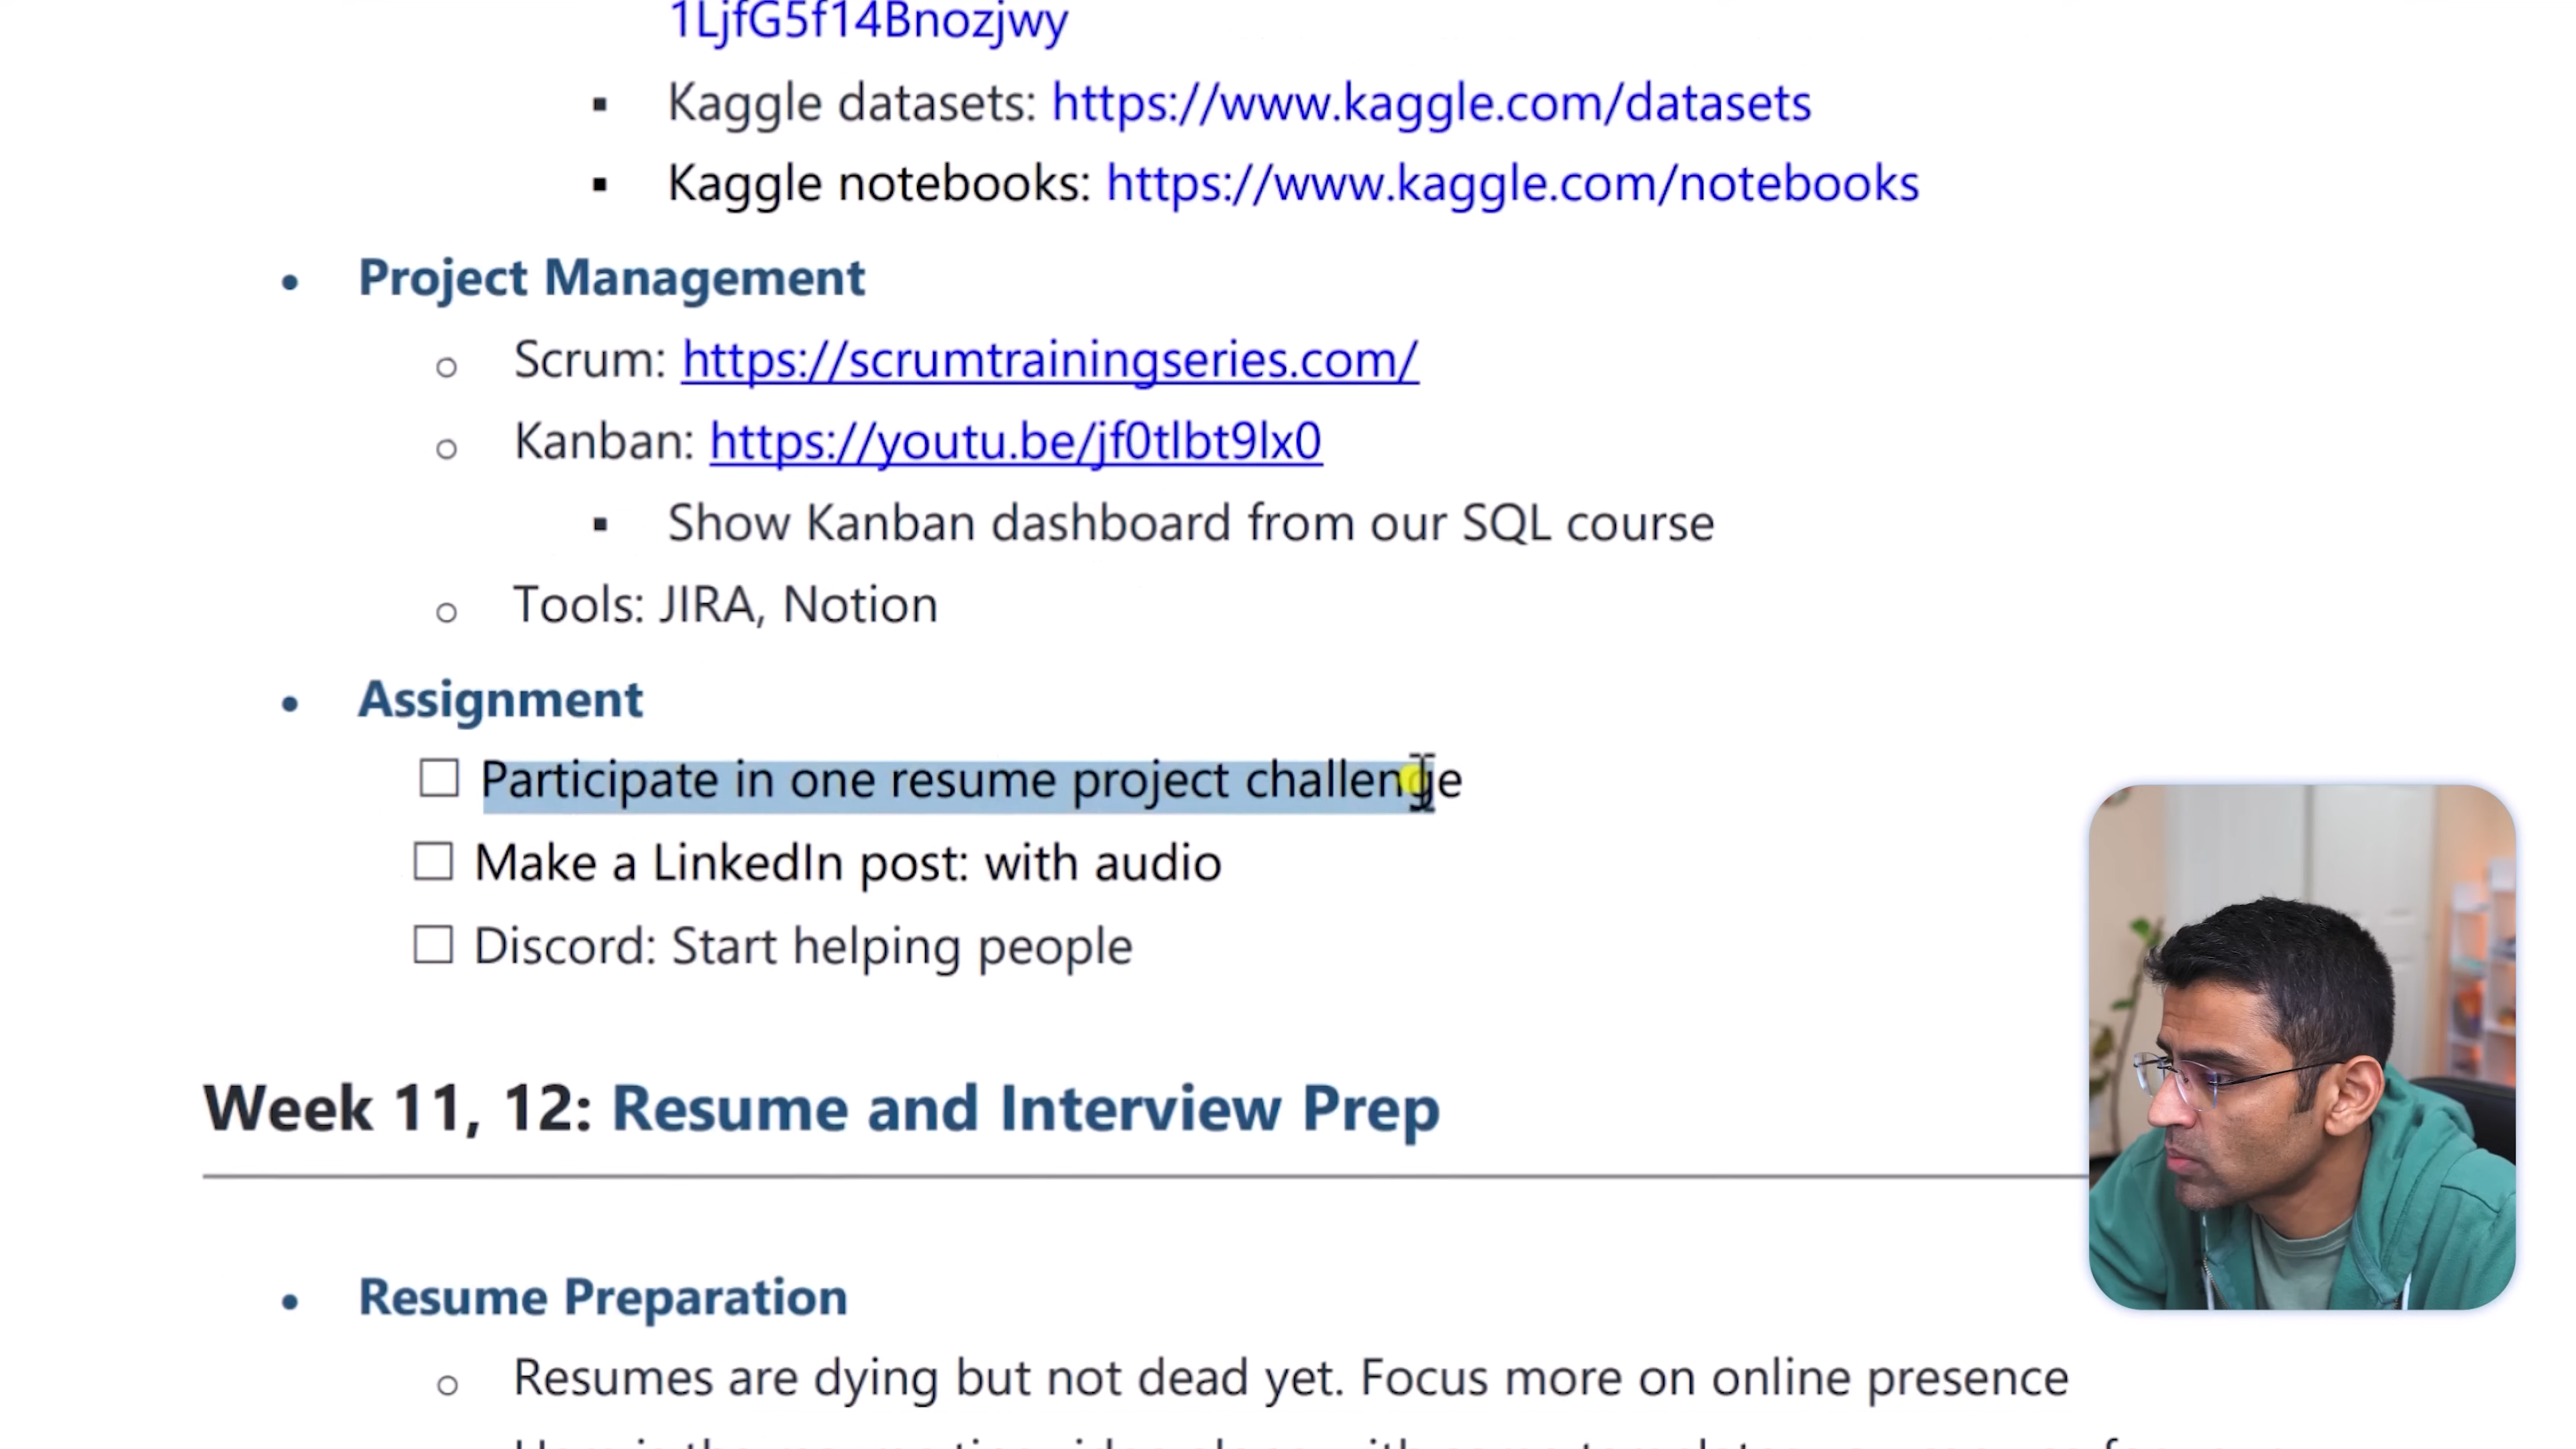 1LjfG5f14Bnozjwy
▪ Kaggle datasets: https://www.kaggle.com/datasets
▪ Kaggle notebooks: https://www.kaggle.com/notebooks
• Project Management
o Scrum: https://scrumtrainingseries.com/
o Kanban: https://youtu.be/jf0tlbt9lx0
▪ Show Kanban dashboard from our SQL course
o Tools: JIRA, Notion
• Assignment
☐ Participate in one resume project challenge
☐ Make a LinkedIn post: with audio
☐ Discord: Start helping people
Week 11, 12: Resume and Interview Prep
• Resume Preparation
o Resumes are dying but not dead yet. Focus more on online presence